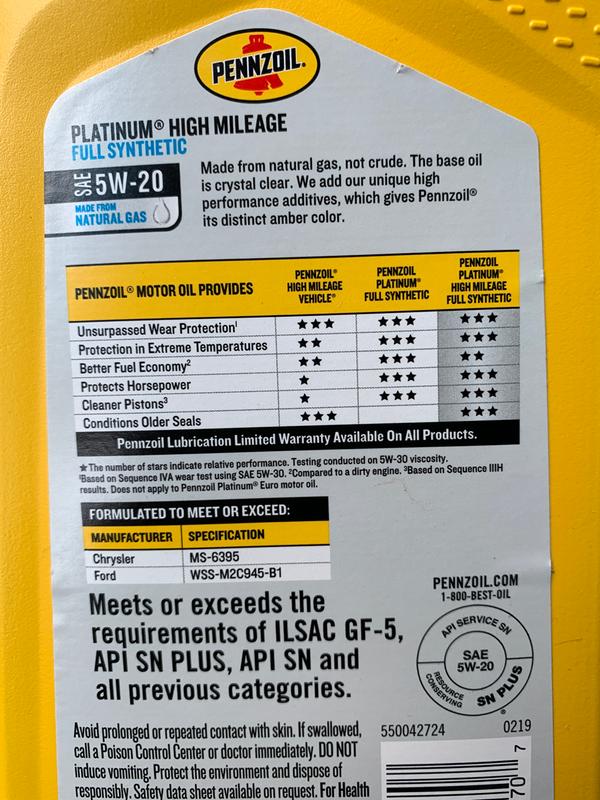 PENNZOIL®
PLATINUM® HIGH MILEAGE
FULL SYNTHETIC
SAE 5W-20
MADE FROM
NATURAL GAS
Made from natural gas, not crude. The base oil
is crystal clear. We add our unique high
performance additives, which gives Pennzoil®
its distinct amber color.
PENNZOIL® MOTOR OIL PROVIDES
PENNZOIL®
HIGH MILEAGE
VEHICLE®
PENNZOIL
PLATINUM®
FULL SYNTHETIC
PENNZOIL
PLATINUM®
HIGH MILEAGE
FULL SYNTHETIC
Unsurpassed Wear Protection¹ ★★★ ★★★ ★★★
Protection in Extreme Temperatures ★★ ★★★ ★★★
Better Fuel Economy² ★★ ★★★ ★★
Protects Horsepower ★ ★★★ ★★★
Cleaner Pistons³ ★ ★★★ ★★★
Conditions Older Seals ★★★ ★★★
Pennzoil Lubrication Limited Warranty Available On All Products.
★The number of stars indicate relative performance. Testing conducted on 5W-30 viscosity.
¹Based on Sequence IVA wear test using SAE 5W-30. ²Compared to a dirty engine. ³Based on Sequence IIIH
results. Does not apply to Pennzoil Platinum® Euro motor oil.
FORMULATED TO MEET OR EXCEED:
MANUFACTURER SPECIFICATION
Chrysler MS-6395
Ford WSS-M2C945-B1
Meets or exceeds the
requirements of ILSAC GF-5,
API SN PLUS, API SN and
all previous categories.
PENNZOIL.COM
1-800-BEST-OIL
API SERVICE SN
SAE
5W-20
RESOURCE
CONSERVING
SN PLUS
®
Avoid prolonged or repeated contact with skin. If swallowed,
call a Poison Control Center or doctor immediately. DO NOT
induce vomiting. Protect the environment and dispose of
responsibly. Safety data sheet available on request. For Health
550042724 0219
70 7